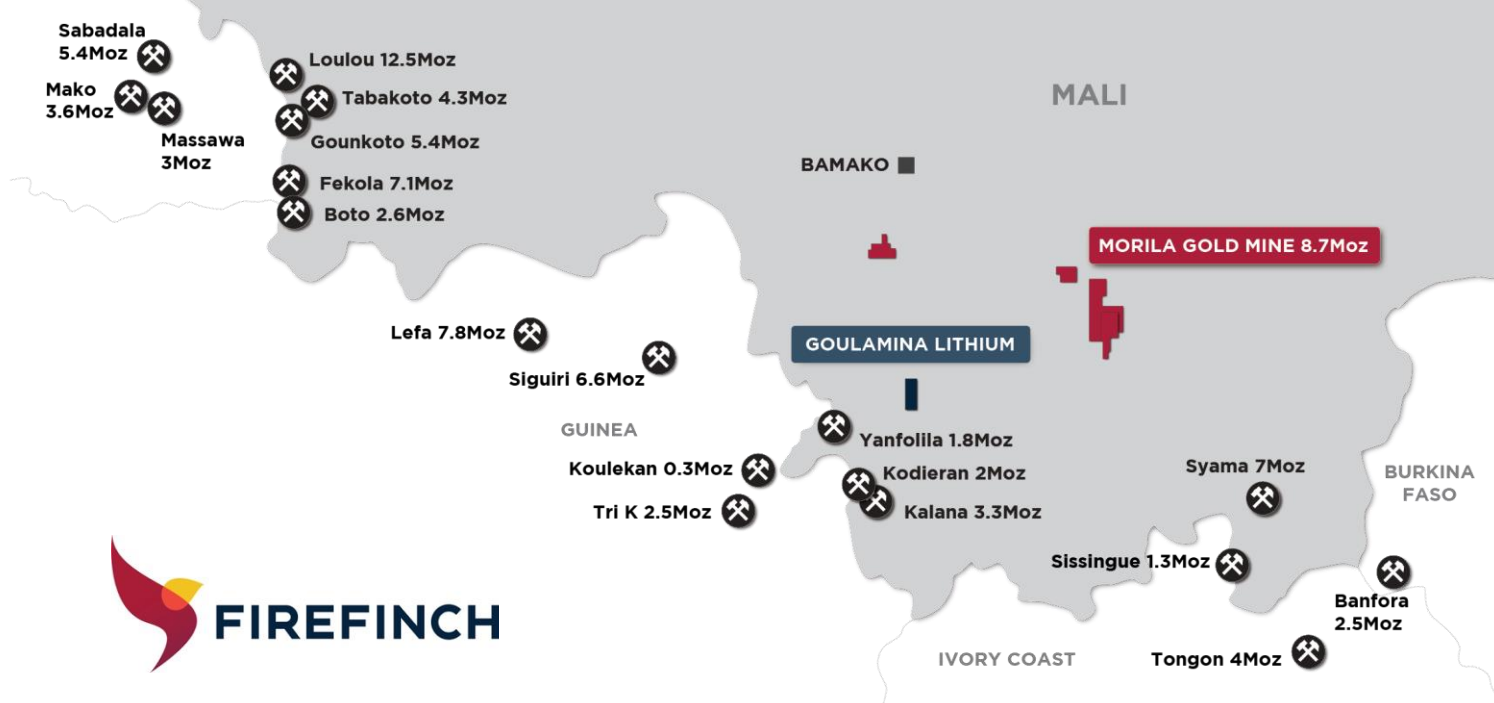 Sabadala
5.4Moz
Loulou 12.5Moz
Mako
3.6Moz
Tabakoto 4.3Moz
MALI
Massawa
3Moz
Gounkoto 5.4Moz
BAMAKO
Fekola 7.1Moz
Boto 2.6Moz
MORILA GOLD MINE 8.7Moz
Lefa 7.8Moz
GOULAMINA LITHIUM
Siguiri 6.6Moz
GUINEA
Yanfolila 1.8Moz
Koulekan 0.3Moz
Kodieran 2Moz
Syama 7Moz
BURKINA
FASO
Tri K 2.5Moz
Kalana 3.3Moz
Sissingue 1.3Moz
Banfora
2.5Moz
FIREFINCH
IVORY COAST
Tongon 4Moz